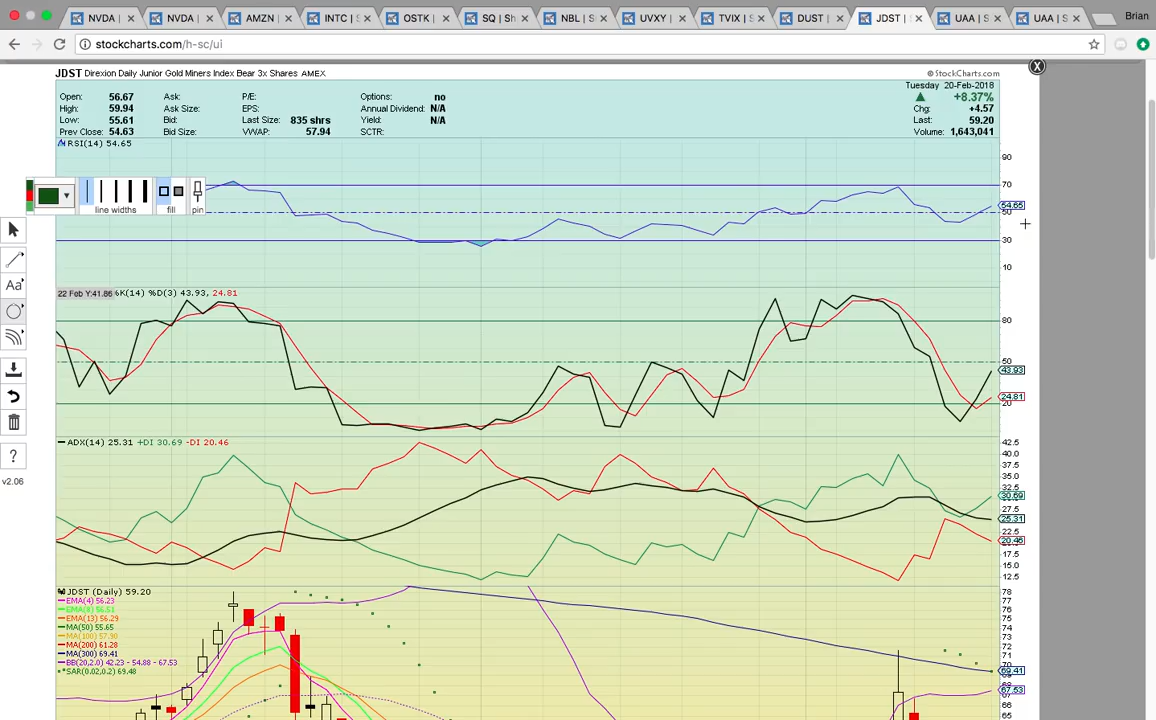 NVDA |
NVDA |
AMZN |
INTC | S
OSTK |
SQ | Sh
NBL | S
UVXY |
TVIX | S
DUST |
JDST |
UAA | S
UAA | S
Brian
stockcharts.com/h-sc/ui
X
JDST Direxion Daily Junior Gold Miners Index Bear 3x Shares AMEX
© StockCharts.com
Tuesday 20-Feb-2018
Open: 56.67 Ask: P/E: Options: no +8.37%
High: 59.94 Ask Size: EPS: Annual Dividend: N/A Chg: +4.57
Low: 55.61 Bid: Last Size: 835 shrs Yield: N/A Last: 59.20
Prev Close: 54.63 Bid Size: VWAP: 57.94 SCTR: Volume: 1,643,041
RSI(14) 54.65
90
70
54.65
50
30
10
line widths
fill
pin
Aa
?
v2.06
22 Feb Y:41.86 %K(14) %D(3) 43.93, 24.81
80
50
43.93
24.81
20
ADX(14) 25.31 +DI 30.69 -DI 20.46
42.5
40.0
37.5
35.0
32.5
30.69
27.5
25.31
22.5
20.46
17.5
15.0
12.5
JDST (Daily) 59.20
EMA(4) 56.23
EMA(8) 56.51
EMA(13) 56.29
MA(50) 55.65
MA(100) 57.90
MA(200) 61.28
MA(300) 69.41
BB(20,2.0) 42.23 - 54.88 - 67.53
SAR(0.02,0.2) 69.48
78
77
76
75
74
73
72
71
70
69.41
67.53
66
65